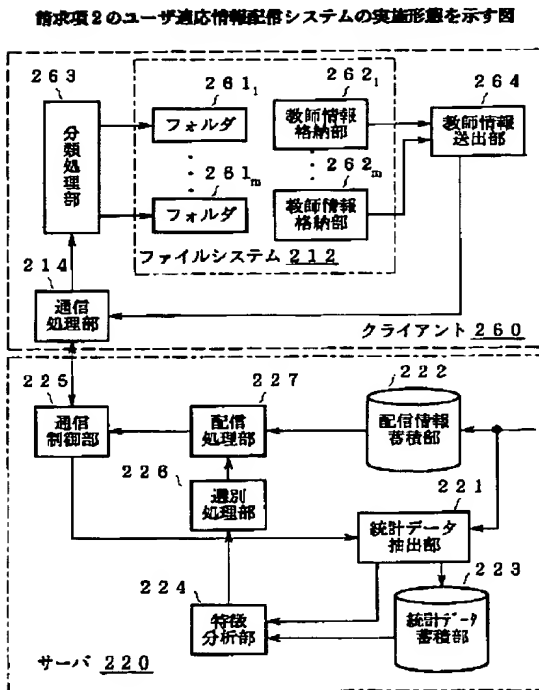 請求項2のユーザ適応情報配信システムの実施形態を示す図
263
分類処理部
261₁
フォルダ
261m
フォルダ
262₁
教師情報格納部
262m
教師情報格納部
264
教師情報送出部
ファイルシステム 212
214
通信処理部
クライアント 260
225
通信制御部
227
配信処理部
222
配信情報蓄積部
226
選別処理部
221
統計データ抽出部
224
特徴分析部
223
統計データ蓄積部
サーバ 220